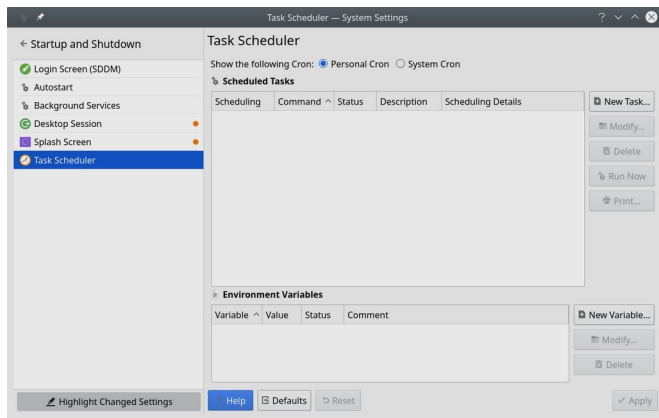 Task Scheduler — System Settings
Startup and Shutdown
Login Screen (SDDM)
Autostart
Background Services
Desktop Session
Splash Screen
Task Scheduler
Highlight Changed Settings
Task Scheduler
Show the following Cron: Personal Cron System Cron
Scheduled Tasks
Scheduling Command Status Description Scheduling Details
New Task...
Modify...
Delete
Run Now
Print...
Environment Variables
Variable Value Status Comment
New Variable...
Modify...
Delete
Help Defaults Reset Apply